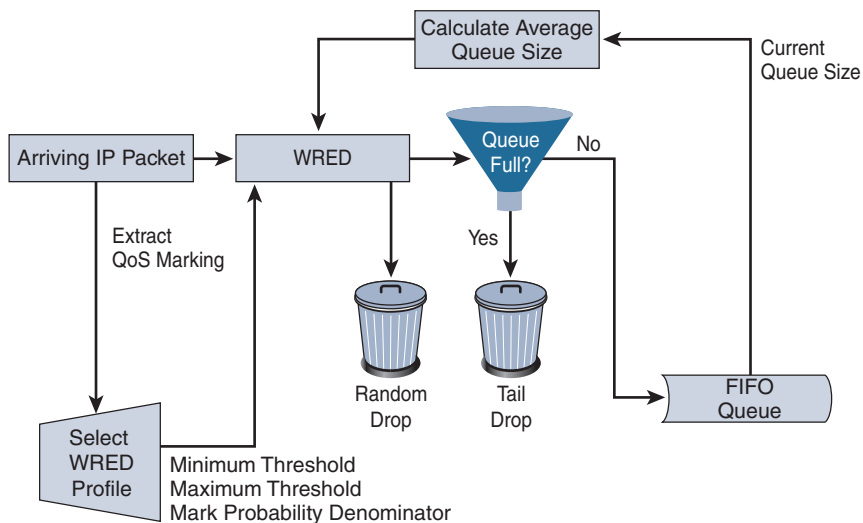 Calculate Average
Queue Size
Current
Queue Size
Arriving IP Packet
WRED
Queue
Full?
No
Extract
QoS Marking
Yes
Random
Drop
Tail
Drop
FIFO
Queue
Select
WRED
Profile
Minimum Threshold
Maximum Threshold
Mark Probability Denominator